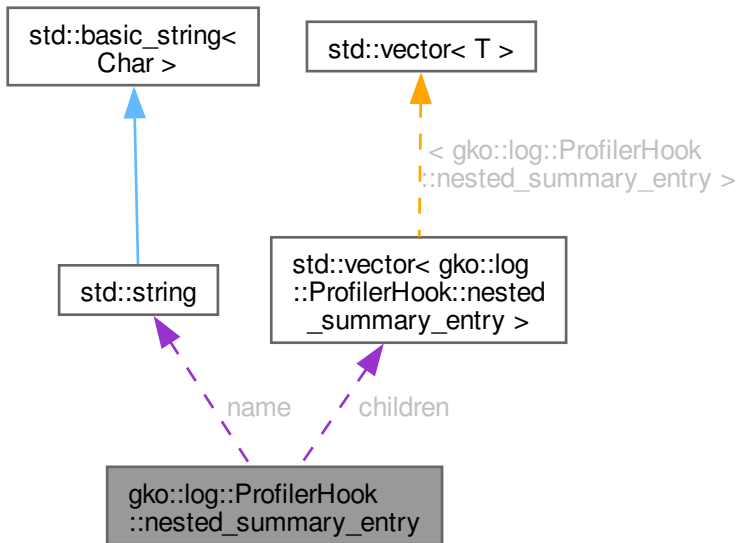 std::basic_string<
Char >
std::vector< T >
< gko::log::ProfilerHook
::nested_summary_entry >
std::string
std::vector< gko::log
::ProfilerHook::nested
_summary_entry >
name
children
gko::log::ProfilerHook
::nested_summary_entry